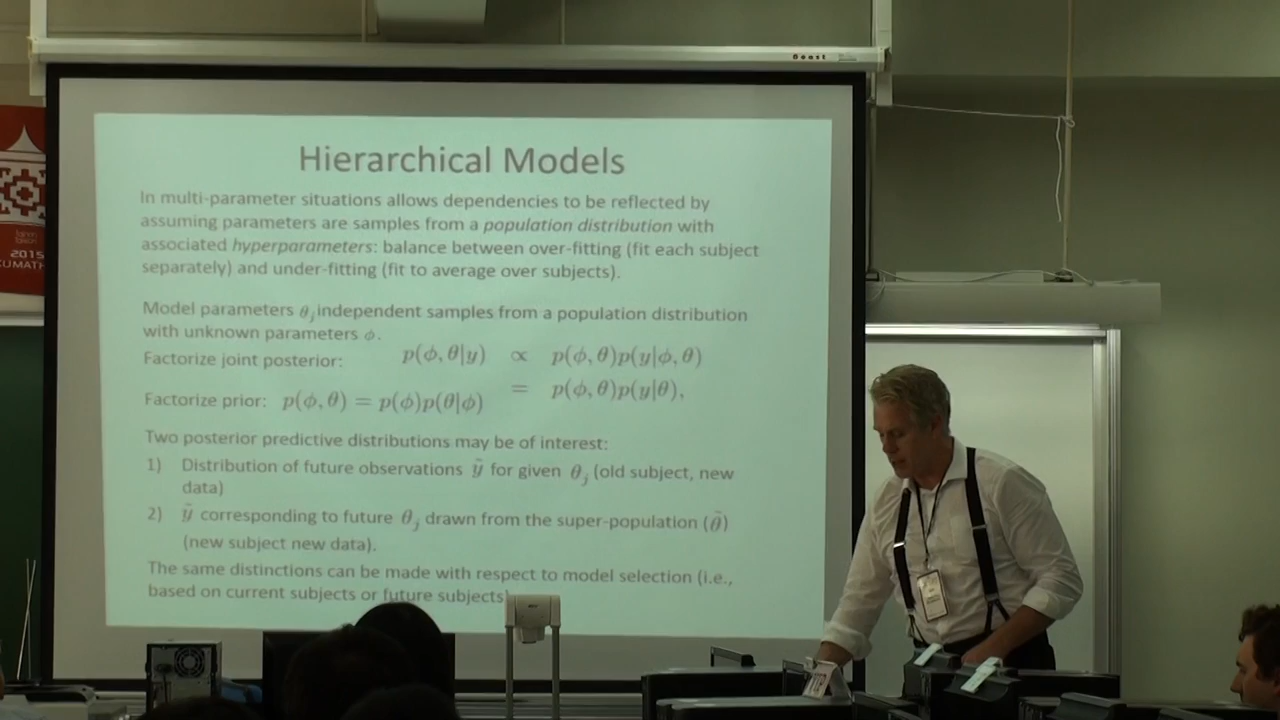 2015
Hierarchical Models
In multi-parameter situations allows dependencies to be reflected by
assuming parameters are samples from a population distribution with
associated hyperparameters: balance between over-fitting (fit each subject
separately) and under-fitting (fit to average over subjects).
Model parameters θⱼ independent samples from a population distribution
with unknown parameters ϕ.
Factorize joint posterior: p(ϕ, θ|y) ∝ p(ϕ, θ)p(y|ϕ, θ)
= p(ϕ, θ)p(y|θ),
Factorize prior: p(ϕ, θ) = p(ϕ)p(θ|ϕ)
Two posterior predictive distributions may be of interest:
1) Distribution of future observations ỹ for given θⱼ (old subject, new
data)
2) ỹ corresponding to future θⱼ drawn from the super-population (θ̃)
(new subject new data).
The same distinctions can be made with respect to model selection (i.e.,
based on current subjects or future subjects)